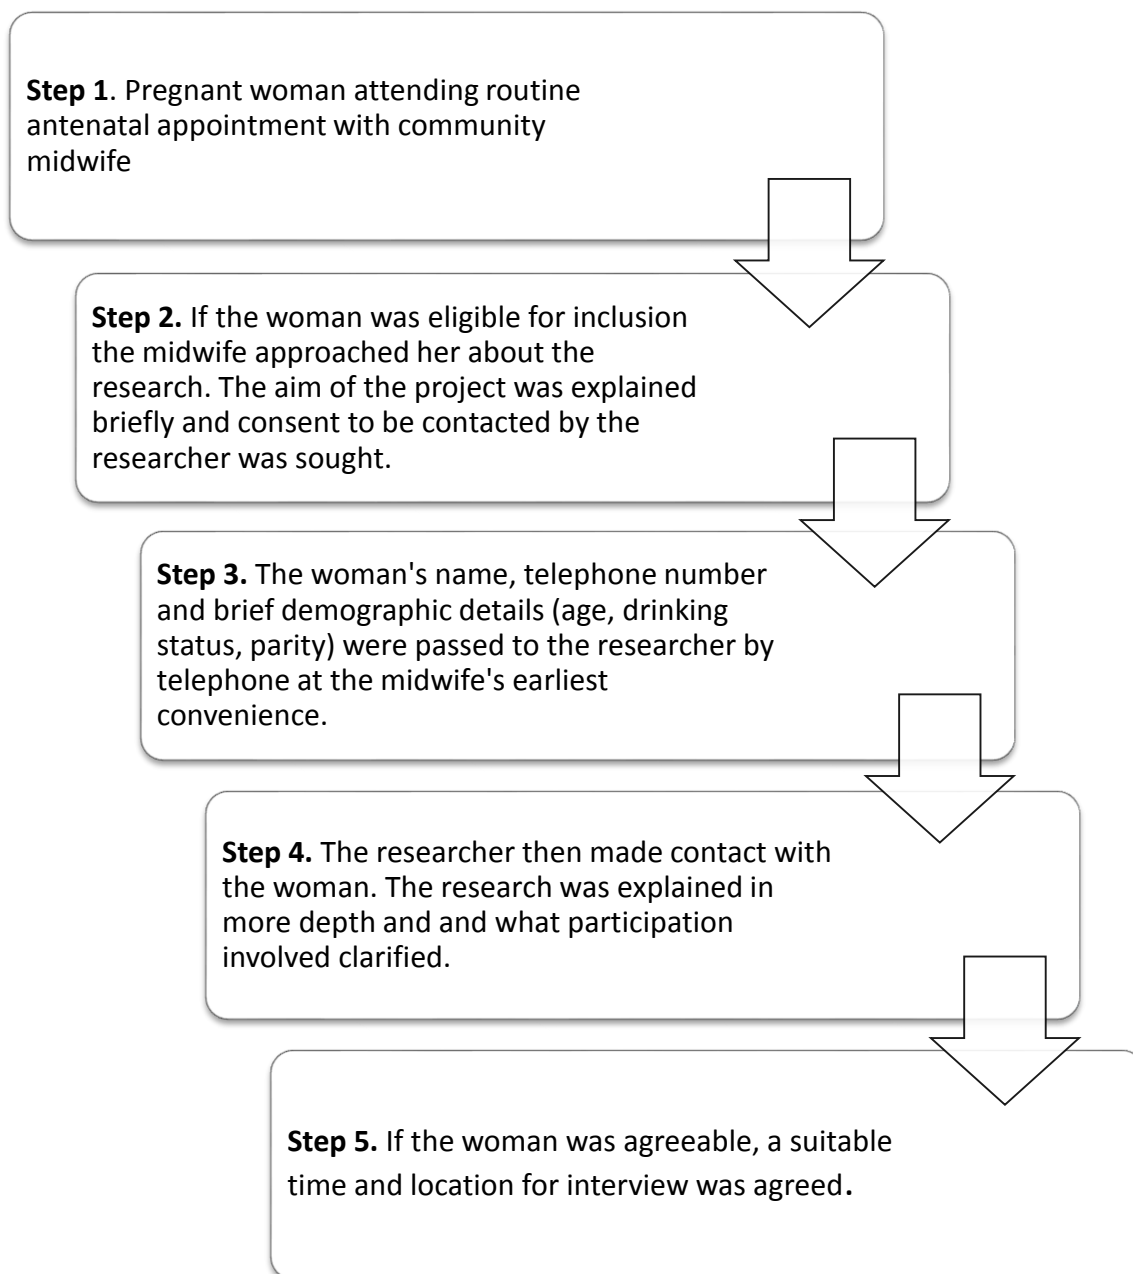 Step 1. Pregnant woman attending routine
antenatal appointment with community
midwife
Step 2. If the woman was eligible for inclusion
the midwife approached her about the
research. The aim of the project was explained
briefly and consent to be contacted by the
researcher was sought.
Step 3. The woman's name, telephone number
and brief demographic details (age, drinking
status, parity) were passed to the researcher by
telephone at the midwife's earliest
convenience.
Step 4. The researcher then made contact with
the woman. The research was explained in
more depth and and what participation
involved clarified.
Step 5. If the woman was agreeable, a suitable
time and location for interview was agreed.